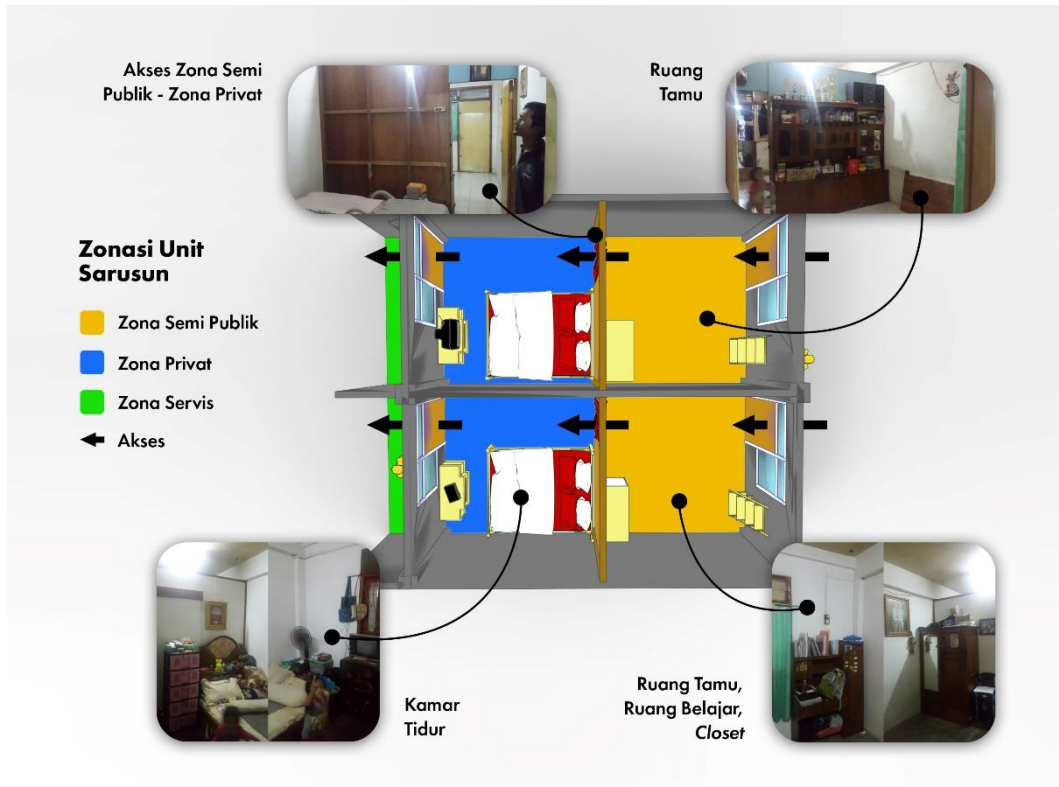 Akses Zona Semi
Publik - Zona Privat
Ruang
Tamu
Zonasi Unit
Sarusun
Zona Semi Publik
Zona Privat
Zona Servis
Akses
Kamar
Tidur
Ruang Tamu,
Ruang Belajar,
Closet